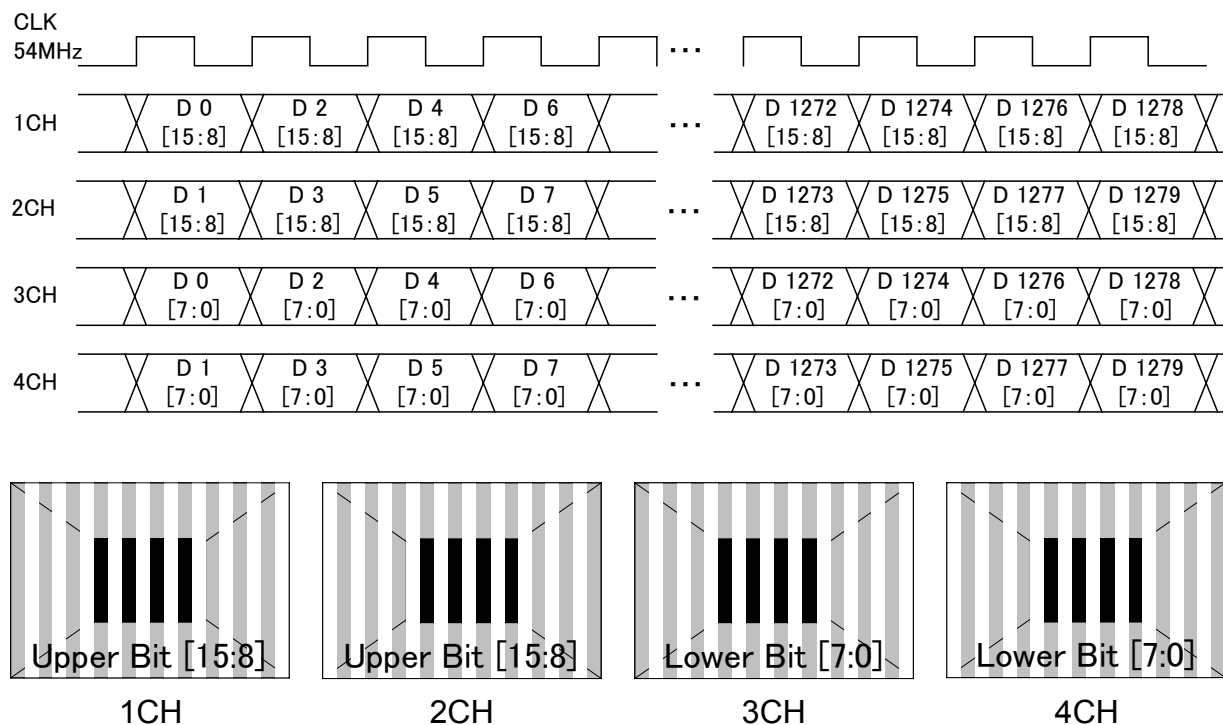 CLK
54MHz
...
1CH
D 0 D 2 D 4 D 6 ... D 1272 D 1274 D 1276 D 1278
[15:8] [15:8] [15:8] [15:8] [15:8] [15:8] [15:8] [15:8]
2CH
D 1 D 3 D 5 D 7 ... D 1273 D 1275 D 1277 D 1279
[15:8] [15:8] [15:8] [15:8] [15:8] [15:8] [15:8] [15:8]
3CH
D 0 D 2 D 4 D 6 ... D 1272 D 1274 D 1276 D 1278
[7:0] [7:0] [7:0] [7:0] [7:0] [7:0] [7:0] [7:0]
4CH
D 1 D 3 D 5 D 7 ... D 1273 D 1275 D 1277 D 1279
[7:0] [7:0] [7:0] [7:0] [7:0] [7:0] [7:0] [7:0]
Upper Bit [15:8] Upper Bit [15:8] Lower Bit [7:0] Lower Bit [7:0]
1CH 2CH 3CH 4CH